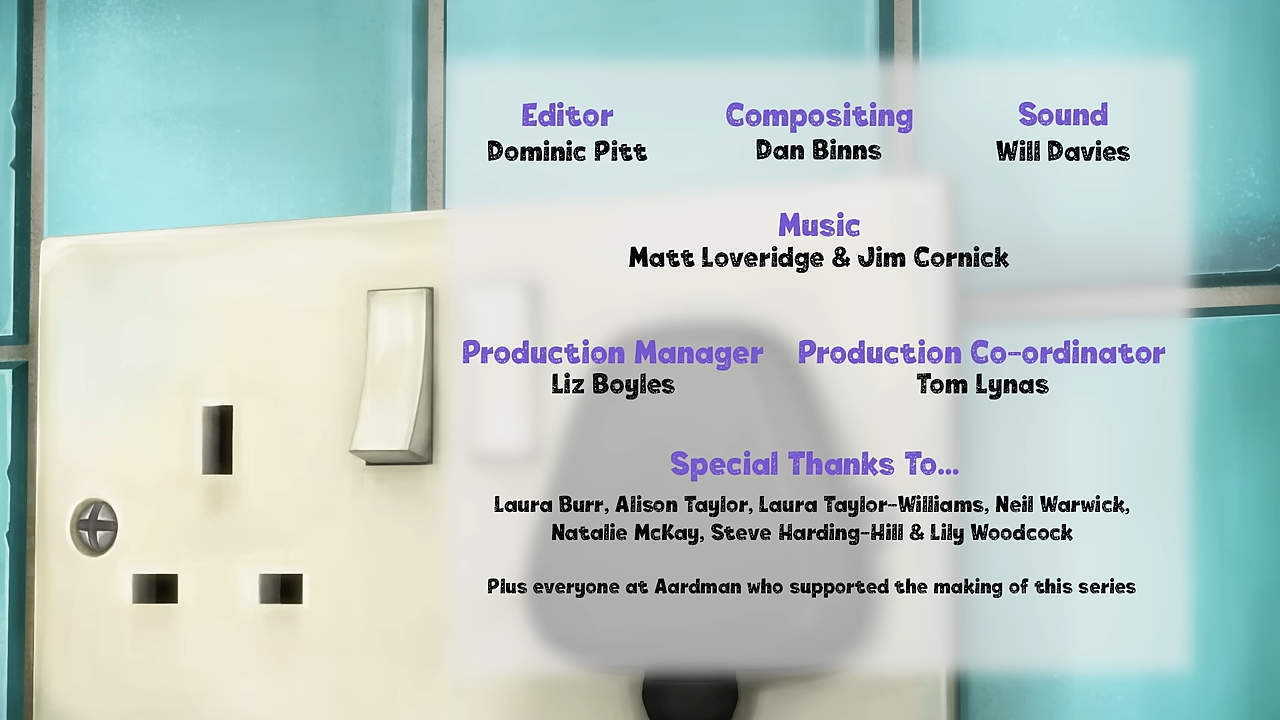 Editor Compositing Sound
Dominic Pitt Dan Binns Will Davies
Music
Matt Loveridge & Jim Cornick
Production Manager Production Co-ordinator
Liz Boyles Tom Lynas
Special Thanks To...
Laura Burr, Alison Taylor, Laura Taylor-Williams, Neil Warwick,
Natalie McKay, Steve Harding-Hill & Lily Woodcock
Plus everyone at Aardman who supported the making of this series